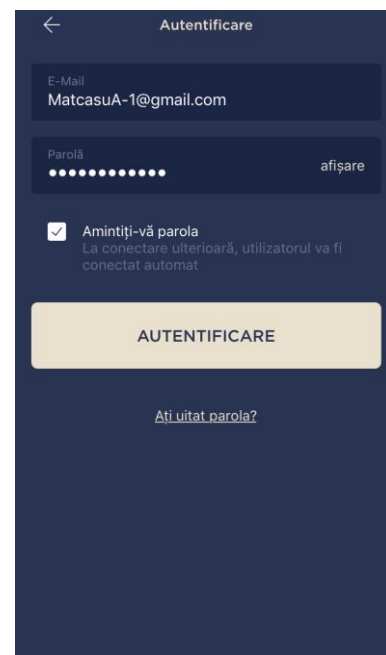 Autentificare
E-Mail
MatcasuA-1@gmail.com
Parolă
afișare
Amintiți-vă parola
La conectare ulterioară, utilizatorul va fi
conectat automat
AUTENTIFICARE
Ați uitat parola?